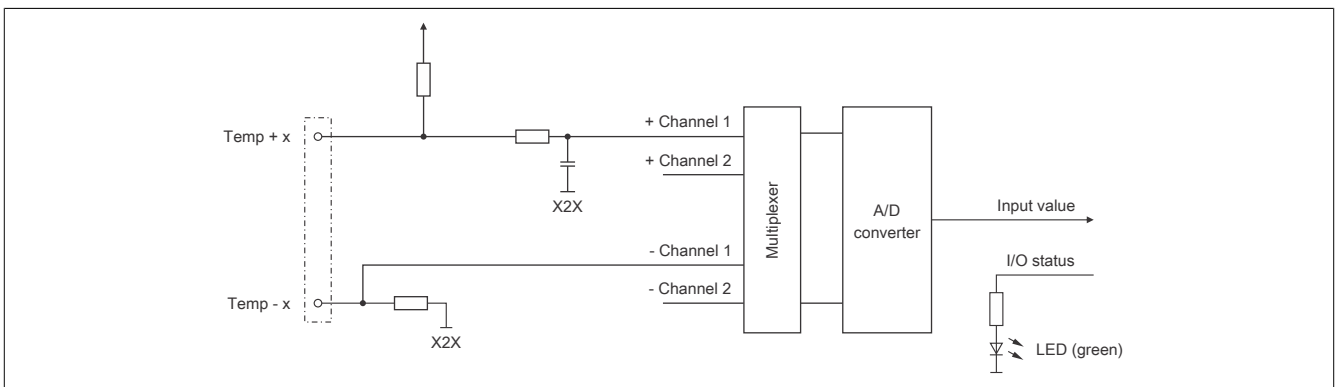 Temp + x
+ Channel 1
+ Channel 2
X2X
Multiplexer
A/D
converter
Input value
- Channel 1
I/O status
- Channel 2
Temp - x
X2X
LED (green)